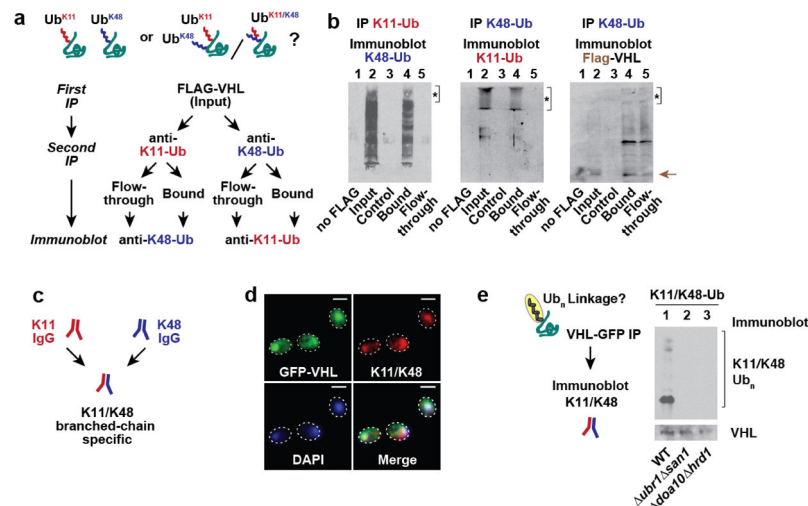 a
Ub^K11
Ub^K48
or
Ub^K11
Ub^K48
/
Ub^K11/K48
?
First
IP
Second
IP
Immunoblot
FLAG-VHL
(Input)
anti-
K11-Ub
anti-
K48-Ub
Flow-
through
Bound
Flow-
through
Bound
anti-K48-Ub
anti-K11-Ub
b
IP K11-Ub
Immunoblot
K48-Ub
1 2 3 4 5
*
no FLAG
Input
Control
Bound
Flow-
through
IP K48-Ub
Immunoblot
K11-Ub
1 2 3 4 5
*
no FLAG
Input
Control
Bound
Flow-
through
IP K48-Ub
Immunoblot
Flag-VHL
1 2 3 4 5
*
no FLAG
Input
Control
Bound
Flow-
through
c
K11
IgG
K48
IgG
K11/K48
branched-chain
specific
d
GFP-VHL
K11/K48
DAPI
Merge
e
Ubn Linkage?
VHL-GFP IP
Immunoblot
K11/K48
K11/K48-Ub
1 2 3
Immunoblot
K11/K48
Ubn
VHL
WT
Δubr1Δsan1
Δdoa10Δhrd1